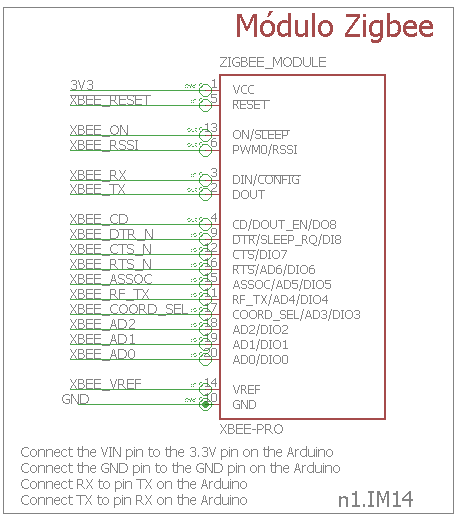 Módulo Zigbee
ZIGBEE_MODULE
3V3 1 VCC
XBEE_RESET 5 RESET
XBEE_ON 13 ON/SLEEP
XBEE_RSSI 6 PWM0/RSSI
XBEE_RX 3 DIN/CONFIG
XBEE_TX 2 DOUT
XBEE_CD 4 CD/DOUT_EN/DO8
XBEE_DTR_N 9 DTR/SLEEP_RQ/DI8
XBEE_CTS_N 12 CTS/DIO7
XBEE_RTS_N 16 RTS/AD6/DIO6
XBEE_ASSOC 15 ASSOC/AD5/DIO5
XBEE_RF_TX 11 RF_TX/AD4/DIO4
XBEE_COORD_SEL 17 COORD_SEL/AD3/DIO3
XBEE_AD2 18 AD2/DIO2
XBEE_AD1 19 AD1/DIO1
XBEE_AD0 20 AD0/DIO0
XBEE_VREF 14 VREF
GND 10 GND
XBEE-PRO
Connect the VIN pin to the 3.3V pin on the Arduino
Connect the GND pin to the GND pin on the Arduino
Connect RX to pin TX on the Arduino
Connect TX to pin RX on the Arduino
n1.IM14